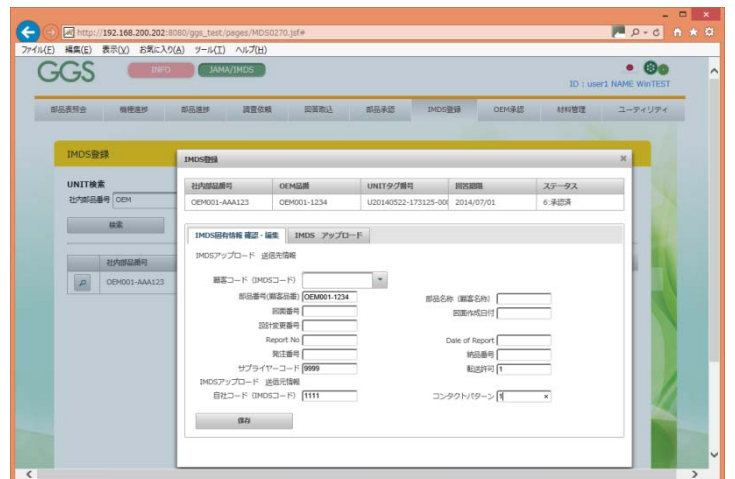 http://192.168.200.202:8080/ggs_test/pages/MDS0270.jsf#
ファイル(F) 編集(E) 表示(V) お気に入り(A) ツール(T) ヘルプ(H)
GGS INFO JAMA/IMDS
ID : user1 NAME WinTEST
部品表照会 機種進捗 部品進捗 調査依頼 回答取込 部品承認 IMDS登録 OEM承認 材料管理 ユーティリティ
IMDS登録
IMDS登録 ×
UNIT検索
社内部品番号 OEM
検索
社内部品番号
OEM001-AAA123
社内部品番号 OEM品番 UNITタグ番号 回答期限 ステータス
OEM001-AAA123 OEM001-1234 U20140522-173125-00 2014/07/01 6:承認済
IMDS固有情報 確認・編集 IMDS アップロード
IMDSアップロード 送信先情報
顧客コード (IMDSコード)
部品番号(顧客品番) OEM001-1234 部品名称 (顧客名称)
図面番号 図面作成日付
設計変更番号
Report No Date of Report
発注番号 納品番号
サプライヤーコード 9999 転送許可 1
IMDSアップロード 送信元情報
自社コード (IMDSコード) 1111 コンタクトパターン 1 ×
保存